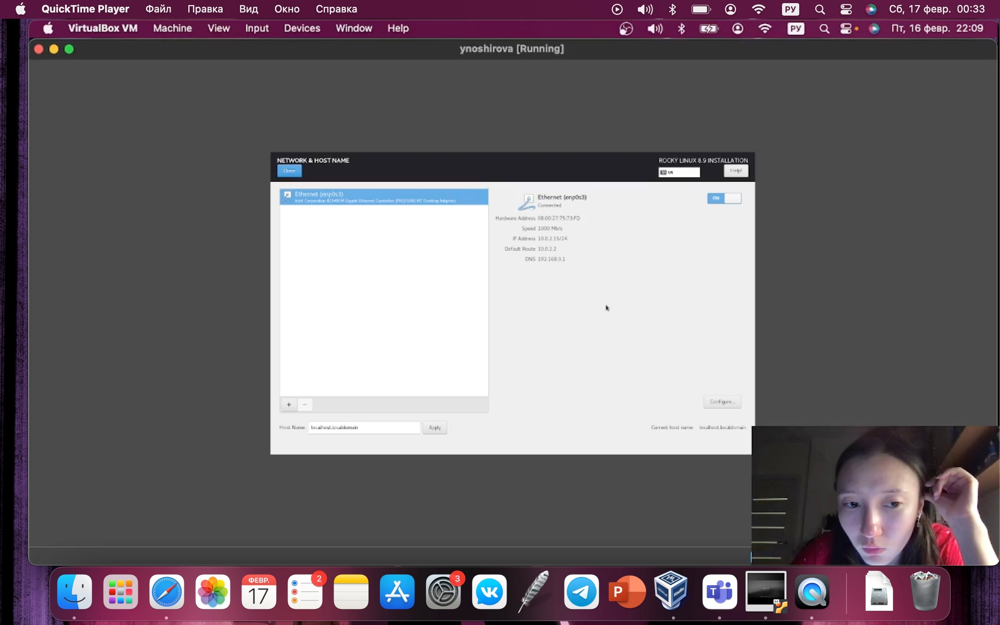 QuickTime Player Файл Правка Вид Окно Справка РУ Сб, 17 февр. 00:33
VirtualBox VM Machine View Input Devices Window Help РУ Пт, 16 февр. 22:09
ynoshirova [Running]
NETWORK & HOST NAME
ROCKY LINUX 8.9 INSTALLATION
Done
us
Help!
Ethernet (enp0s3)
Intel Corporation 82540EM Gigabit Ethernet Controller (PRO/1000 MT Desktop Adapter)
Ethernet (enp0s3)
Connected
ON
Hardware Address 08:00:27:75:73:FD
Speed 1000 Mb/s
IP Address 10.0.2.15/24
Default Route 10.0.2.2
DNS 192.168.0.1
+ −
Configure...
Host Name: localhost.localdomain Apply
Current host name: localhost.localdomain
ФЕВР.
17
2
3
P
T